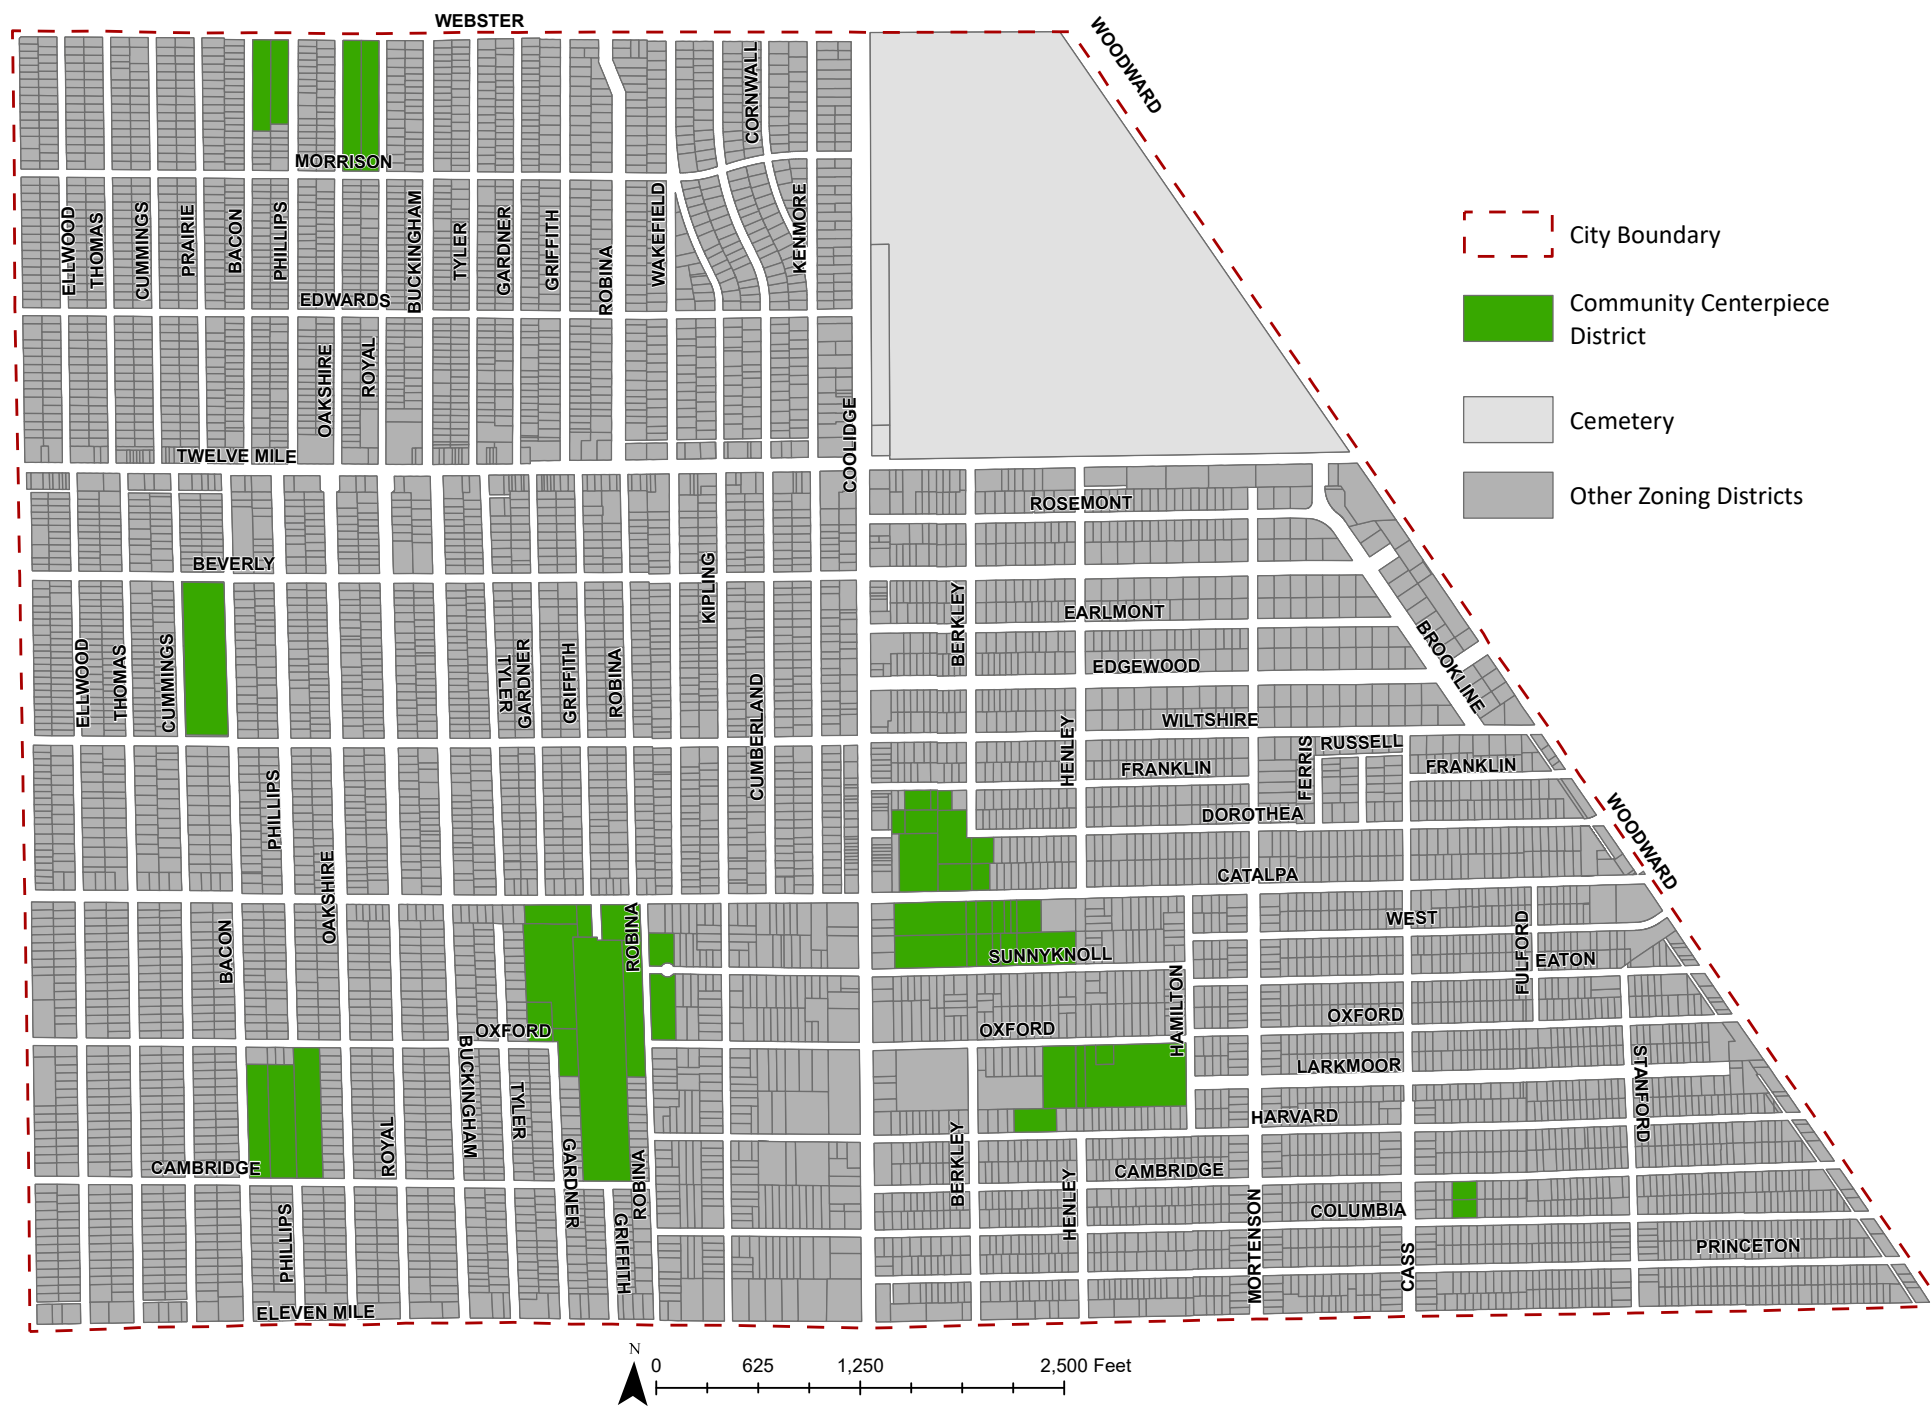 WEBSTER
WOODWARD
CORNWALL
MORRISON
ELLWOOD
THOMAS
CUMMINGS
PRAIRIE
BACON
PHILLIPS
BUCKINGHAM
TYLER
GARDNER
GRIFFITH
ROBINA
WAKEFIELD
KENMORE
City Boundary
EDWARDS
Community Centerpiece
District
OAKSHIRE
ROYAL
COOLIDGE
Cemetery
TWELVE MILE
Other Zoning Districts
ROSEMONT
BEVERLY
KIPLING
BERKLEY
EARLMONT
ELLWOOD
THOMAS
CUMMINGS
TYLER
GARDNER
GRIFFITH
ROBINA
CUMBERLAND
EDGEWOOD
BROOKLINE
WILTSHIRE
HENLEY
FERRIS
RUSSELL
FRANKLIN
FRANKLIN
PHILLIPS
DOROTHEA
WOODWARD
OAKSHIRE
CATALPA
BACON
ROBINA
WEST
FULFORD
SUNNYKNOLL
EATON
HAMILTON
OXFORD
OXFORD
OXFORD
BUCKINGHAM
TYLER
LARKMOOR
STANFORD
ROYAL
GARDNER
ROBINA
BERKLEY
HARVARD
CAMBRIDGE
CAMBRIDGE
HENLEY
PHILLIPS
GRIFFITH
MORTENSON
COLUMBIA
CASS
PRINCETON
ELEVEN MILE
N
0 625 1,250 2,500 Feet